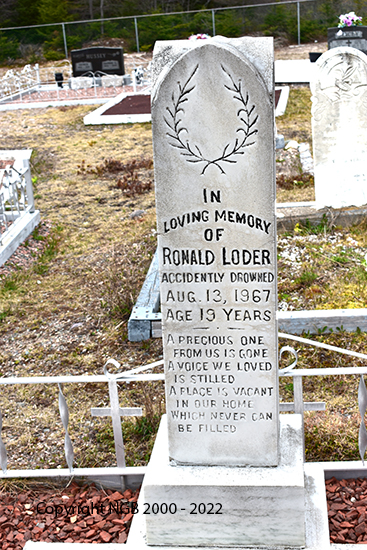 HUSSEY
IN
LOVING MEMORY
OF
RONALD LODER
ACCIDENTLY DROWNED
AUG. 13, 1967
AGE 19 YEARS
A PRECIOUS ONE
FROM US IS GONE
A VOICE WE LOVED
IS STILLED
A PLACE IS VACANT
IN OUR HOME
WHICH NEVER CAN
BE FILLED
Copyright NGB 2000 - 2022